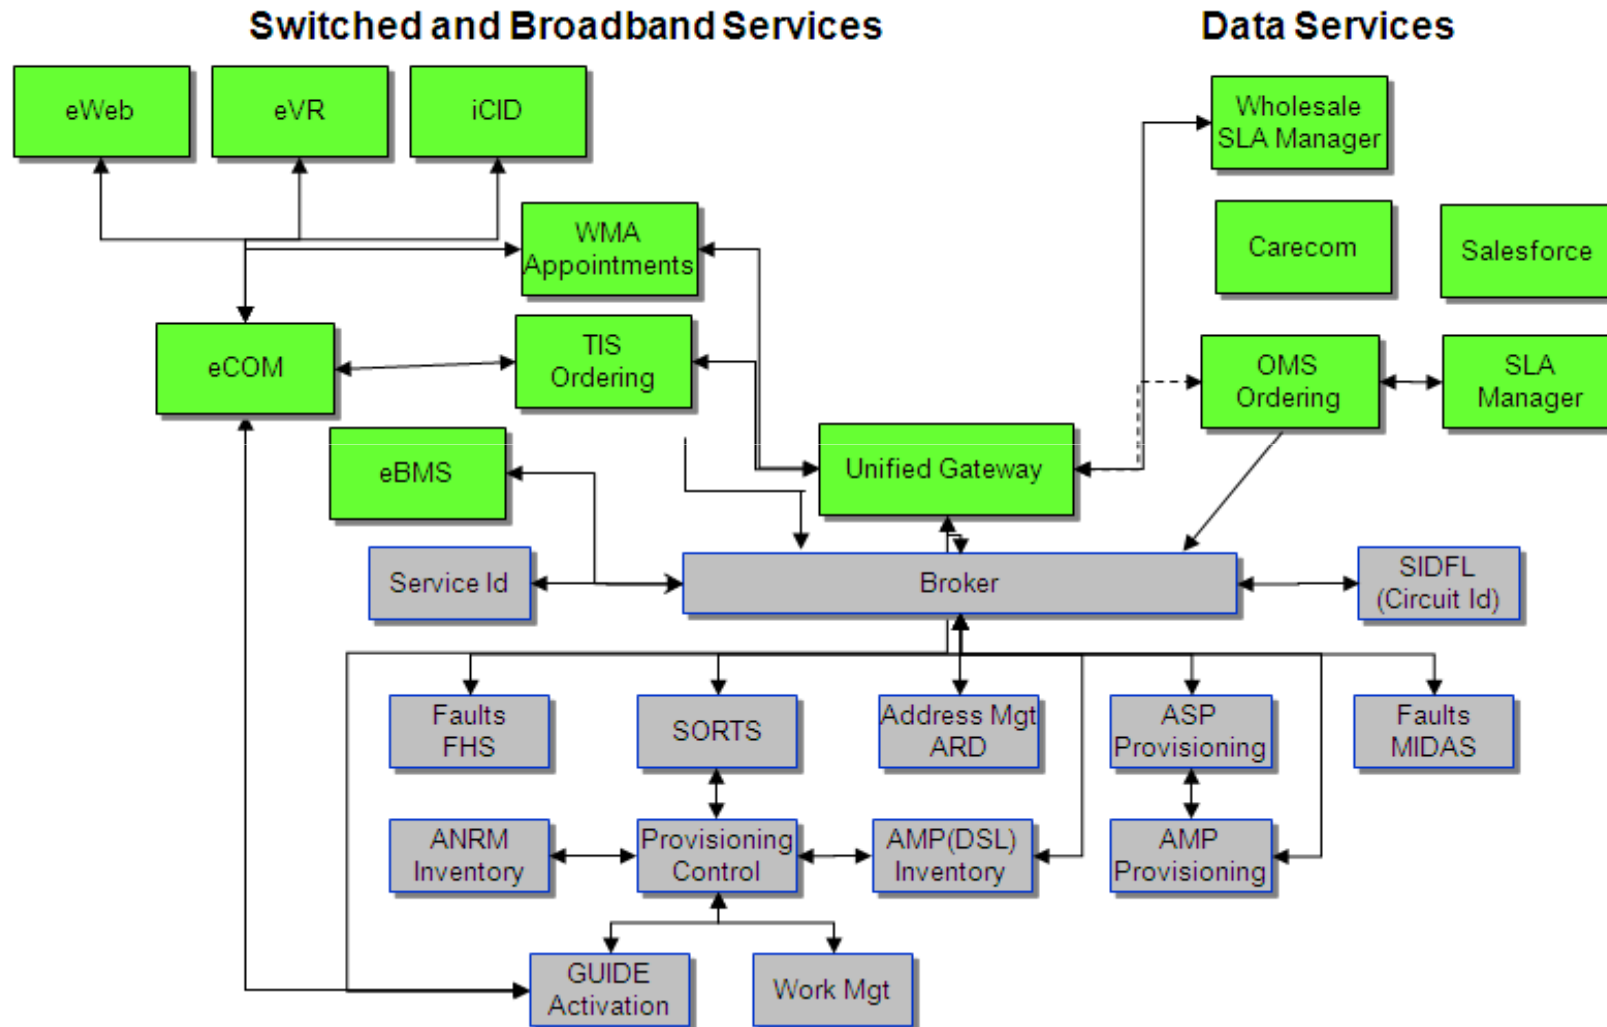 Switched and Broadband Services
Data Services
eWeb
eVR
iCID
Wholesale
SLA Manager
WMA
Appointments
Carecom
Salesforce
eCOM
TIS
Ordering
OMS
Ordering
SLA
Manager
eBMS
Unified Gateway
Service Id
Broker
SIDFL
(Circuit Id)
Faults
FHS
SORTS
Address Mgt
ARD
ASP
Provisioning
Faults
MIDAS
ANRM
Inventory
Provisioning
Control
AMP(DSL)
Inventory
AMP
Provisioning
GUIDE
Activation
Work Mgt